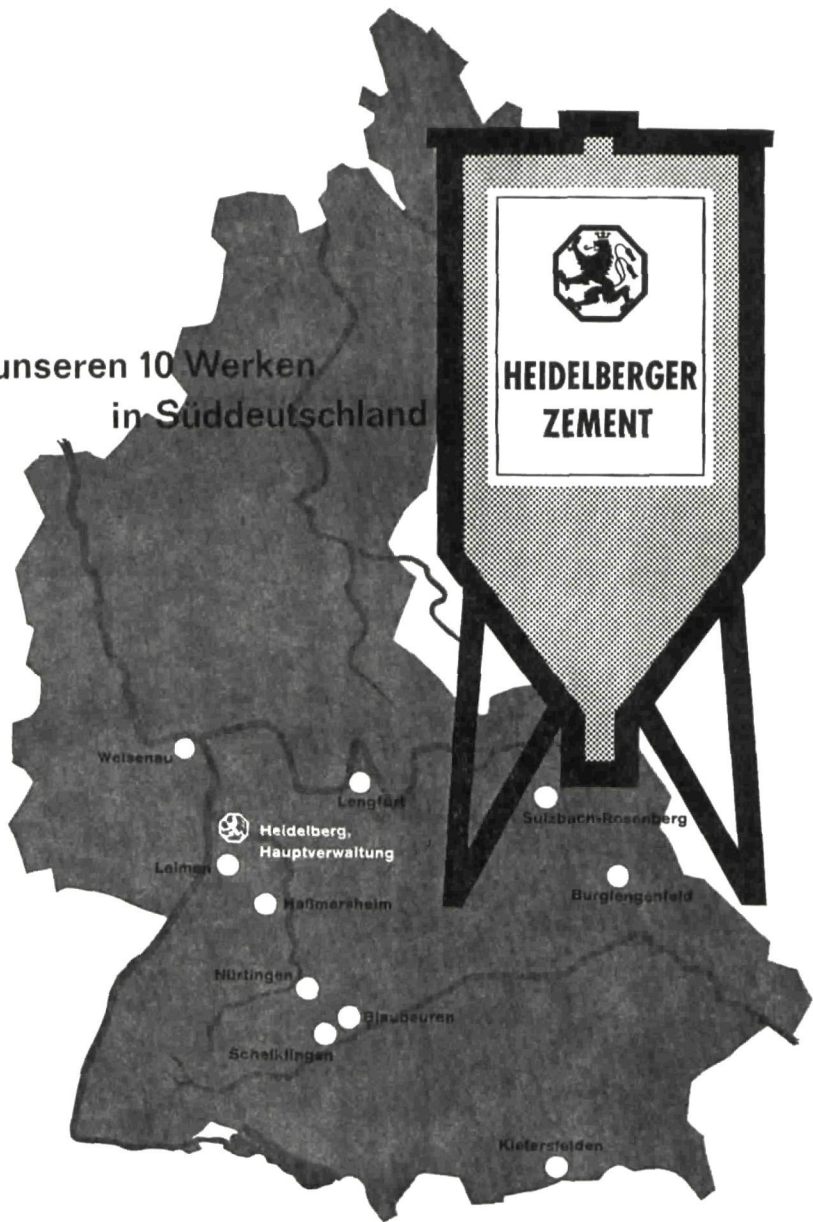 unseren 10 Werken
in Süddeutschland
HEIDELBERGER
ZEMENT
Weisenau
Lengfurt
Sulzbach-Rosenberg
Heidelberg,
Hauptverwaltung
Leimen
Burglengenfeld
Haßmersheim
Nürtingen
Blaubeuren
Schelklingen
Kiefersfelden